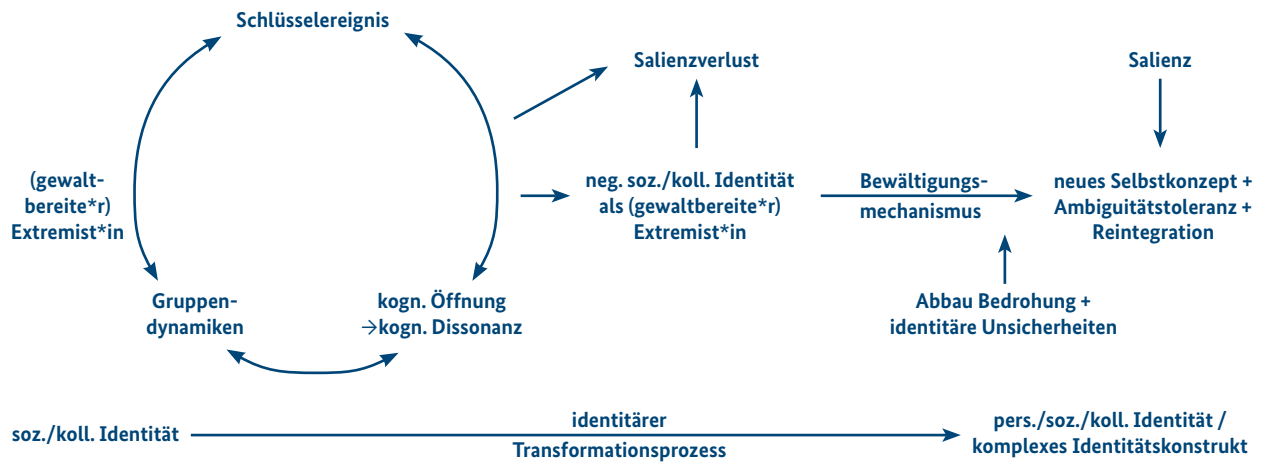 Schlüsselereignis
Salienzverlust
Salienz
(gewalt-
bereite*r)
Extremist*in
neg. soz./koll. Identität
als (gewaltbereite*r)
Extremist*in
Bewältigungs-
mechanismus
neues Selbstkonzept +
Ambiguitätstoleranz +
Reintegration
Gruppen-
dynamiken
kogn. Öffnung
→kogn. Dissonanz
Abbau Bedrohung +
identitäre Unsicherheiten
soz./koll. Identität
identitärer
Transformationsprozess
pers./soz./koll. Identität /
komplexes Identitätskonstrukt